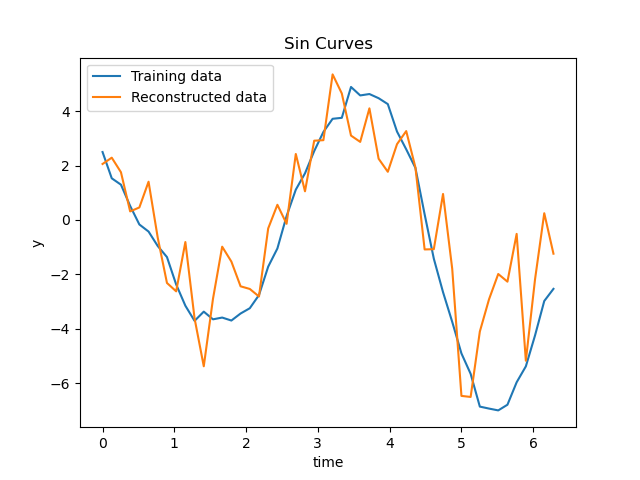 Sin Curves
Training data
Reconstructed data
4
2
0
−2
−4
−6
y
0 1 2 3 4 5 6
time